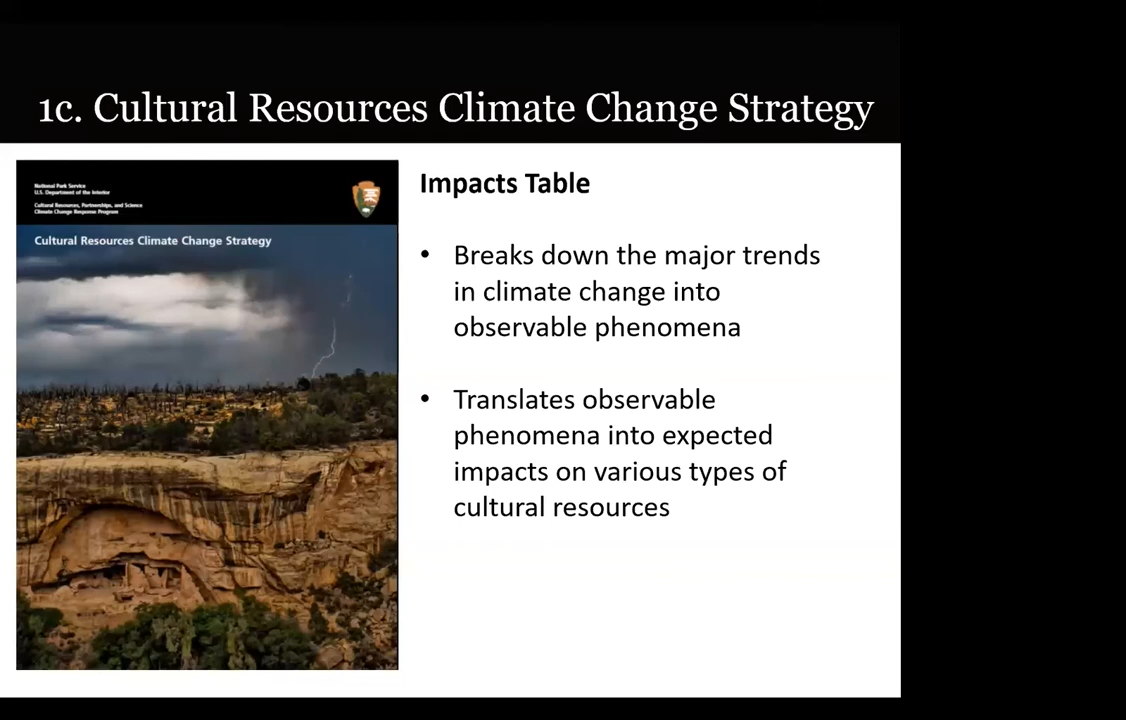 1c. Cultural Resources Climate Change Strategy
National Park Service
U.S. Department of the Interior
Cultural Resources, Partnerships, and Science
Climate Change Response Program
Cultural Resources Climate Change Strategy
Impacts Table
• Breaks down the major trends
in climate change into
observable phenomena
• Translates observable
phenomena into expected
impacts on various types of
cultural resources